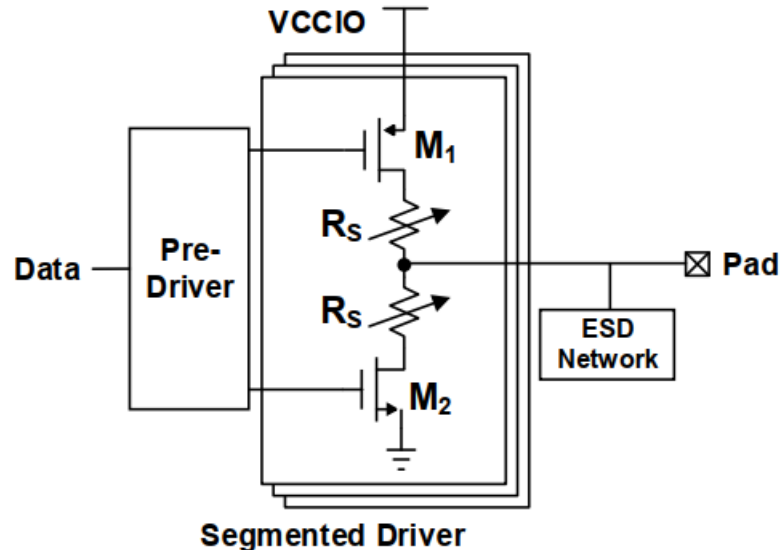 VCCIO
M1
RS
Pre-
Driver
Data
Pad
RS
ESD
Network
M2
Segmented Driver